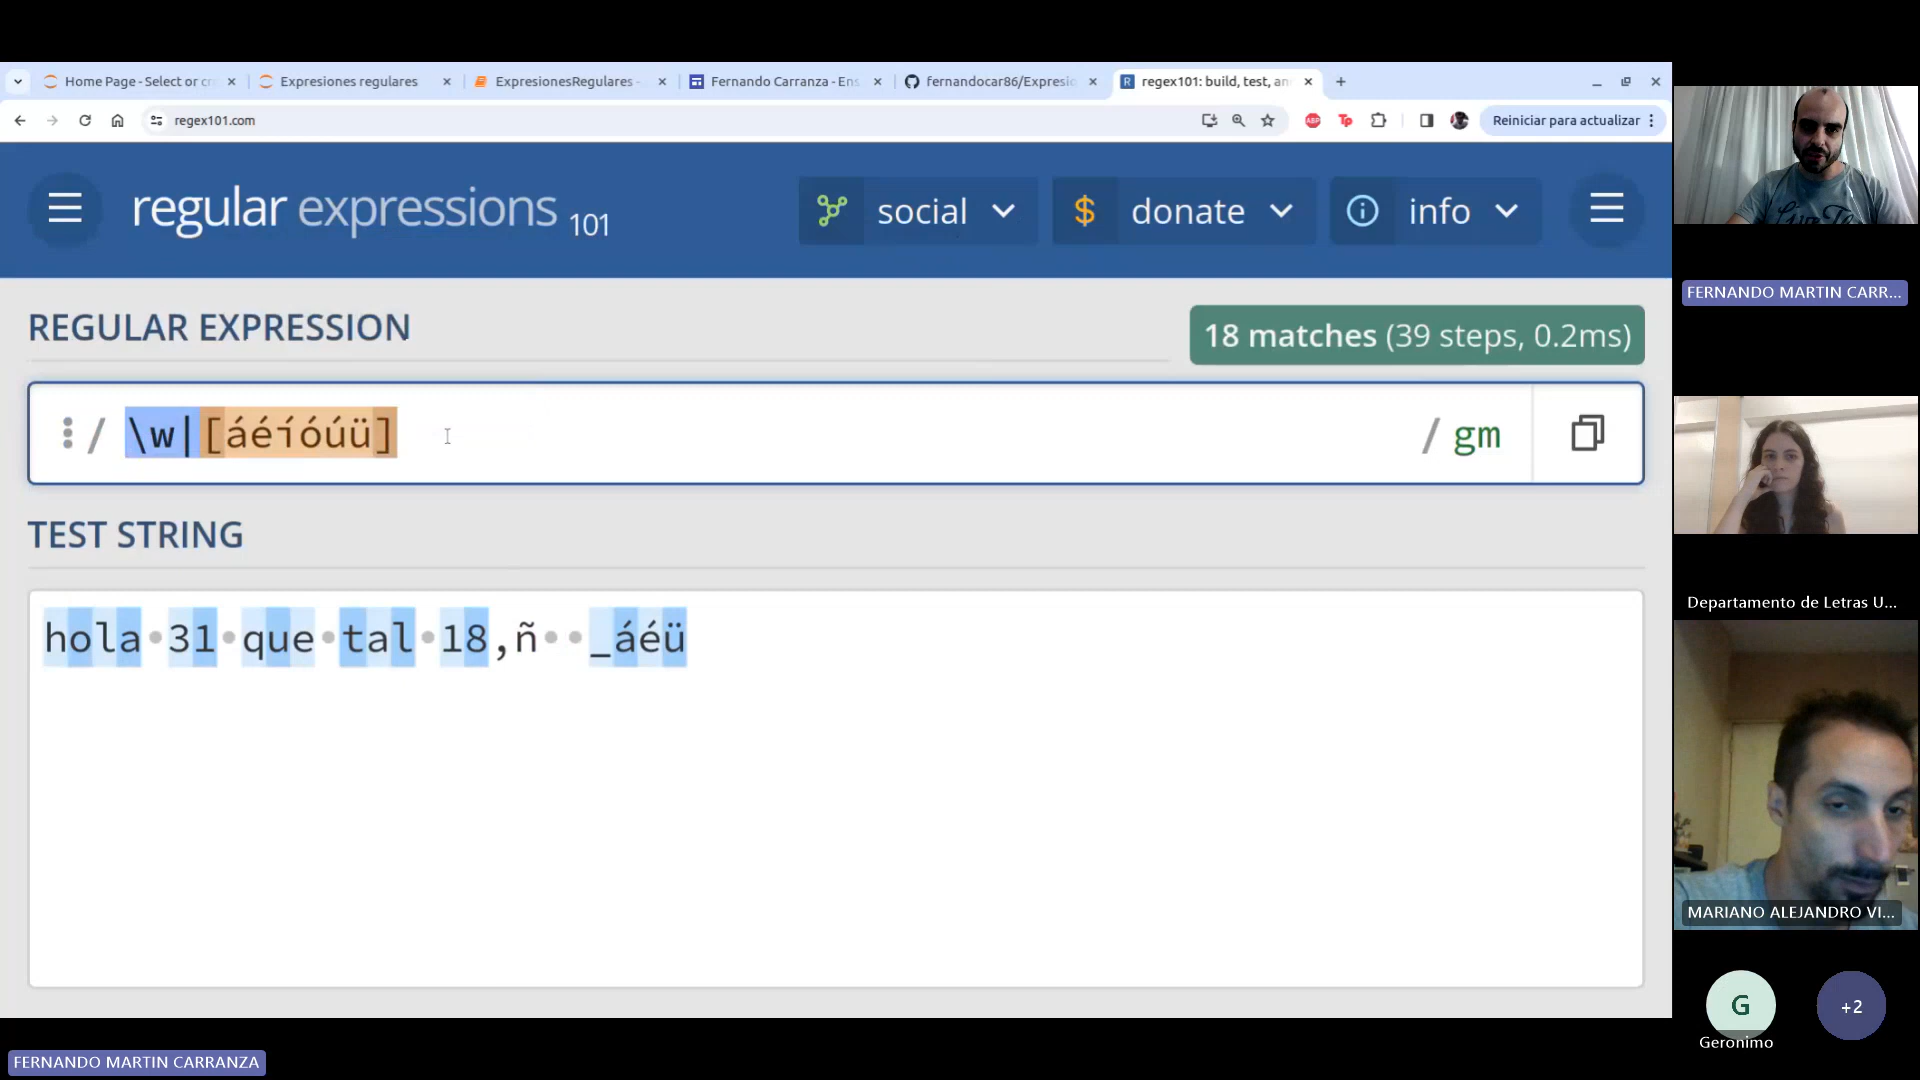 Home Page - Select or cr
Expresiones regulares
ExpresionesRegulares -
Fernando Carranza - Ens
fernandocar86/Expresio
regex101: build, test, an
regex101.com
ABP
Tp
Reiniciar para actualizar
regular expressions 101
social
$ donate
info
REGULAR EXPRESSION
18 matches (39 steps, 0.2ms)
/ \w|[áéíóúü]
/ gm
TEST STRING
hola·31·que·tal·18,ñ··_áéü
FERNANDO MARTIN CARR...
Departamento de Letras U...
MARIANO ALEJANDRO VI...
G
+2
Geronimo
FERNANDO MARTIN CARRANZA